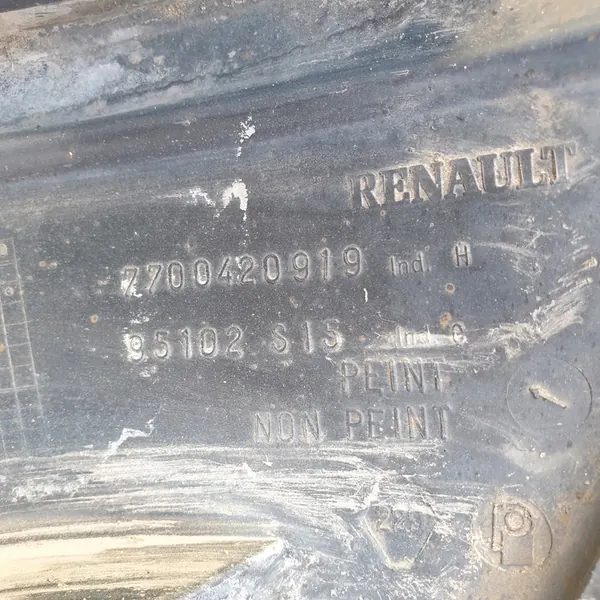 RENAULT
7700420919 Ind. H
95102 S15 Ind. C
PEINT
NON PEINT